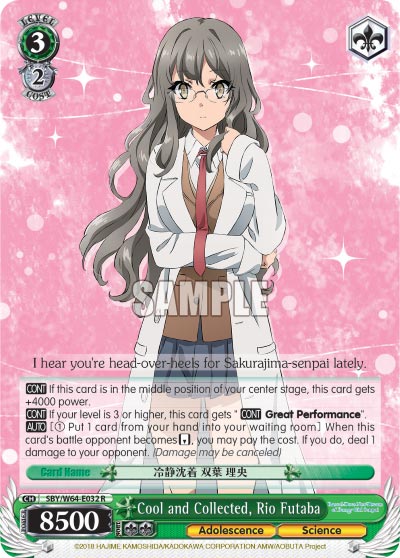 LEVEL
3
2
COST
SAMPLE
I hear you're head-over-heels for Sakurajima-senpai lately.
CONT If this card is in the middle position of your center stage, this card gets
+4000 power.
CONT If your level is 3 or higher, this card gets " CONT Great Performance".
AUTO [① Put 1 card from your hand into your waiting room] When this
card's battle opponent becomes, you may pay the cost. If you do, deal 1
damage to your opponent. (Damage may be canceled)
Card Name
冷静沈着 双葉 理央
CH SBY/W64-E032 R
Cool and Collected, Rio Futaba
POWER
8500
Adolescence
Science
©2018 HAJIME KAMOSHIDA/KADOKAWA CORPORATION AMW/AOBUTA Project